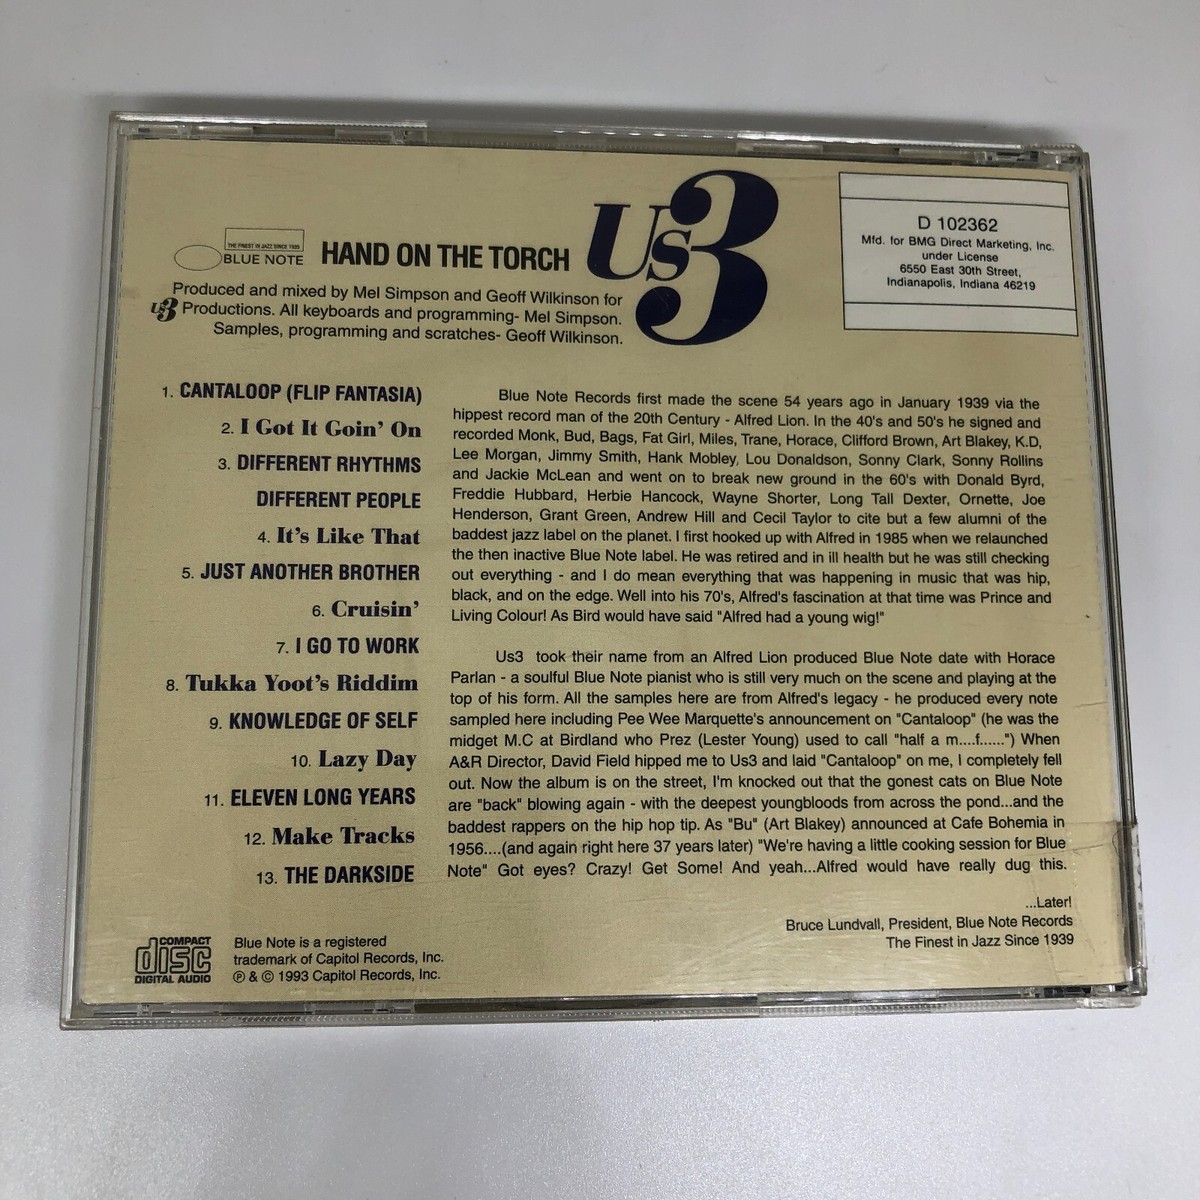 THE FINEST IN JAZZ SINCE 1939
BLUE NOTE
HAND ON THE TORCH
Us3
Produced and mixed by Mel Simpson and Geoff Wilkinson for
us3 Productions. All keyboards and programming- Mel Simpson.
Samples, programming and scratches- Geoff Wilkinson.
D 102362
Mfd. for BMG Direct Marketing, Inc.
under License
6550 East 30th Street,
Indianapolis, Indiana 46219
1. CANTALOOP (FLIP FANTASIA)
2. I Got It Goin' On
3. DIFFERENT RHYTHMS
DIFFERENT PEOPLE
4. It's Like That
5. JUST ANOTHER BROTHER
6. Cruisin'
7. I GO TO WORK
8. Tukka Yoot's Riddim
9. KNOWLEDGE OF SELF
10. Lazy Day
11. ELEVEN LONG YEARS
12. Make Tracks
13. THE DARKSIDE
Blue Note Records first made the scene 54 years ago in January 1939 via the
hippest record man of the 20th Century - Alfred Lion. In the 40's and 50's he signed and
recorded Monk, Bud, Bags, Fat Girl, Miles, Trane, Horace, Clifford Brown, Art Blakey, K.D,
Lee Morgan, Jimmy Smith, Hank Mobley, Lou Donaldson, Sonny Clark, Sonny Rollins
and Jackie McLean and went on to break new ground in the 60's with Donald Byrd,
Freddie Hubbard, Herbie Hancock, Wayne Shorter, Long Tall Dexter, Ornette, Joe
Henderson, Grant Green, Andrew Hill and Cecil Taylor to cite but a few alumni of the
baddest jazz label on the planet. I first hooked up with Alfred in 1985 when we relaunched
the then inactive Blue Note label. He was retired and in ill health but he was still checking
out everything - and I do mean everything that was happening in music that was hip,
black, and on the edge. Well into his 70's, Alfred's fascination at that time was Prince and
Living Colour! As Bird would have said "Alfred had a young wig!"
Us3 took their name from an Alfred Lion produced Blue Note date with Horace
Parlan - a soulful Blue Note pianist who is still very much on the scene and playing at the
top of his form. All the samples here are from Alfred's legacy - he produced every note
sampled here including Pee Wee Marquette's announcement on "Cantaloop" (he was the
midget M.C at Birdland who Prez (Lester Young) used to call "half a m....f......") When
A&R Director, David Field hipped me to Us3 and laid "Cantaloop" on me, I completely fell
out. Now the album is on the street, I'm knocked out that the gonest cats on Blue Note
are "back" blowing again - with the deepest youngbloods from across the pond...and the
baddest rappers on the hip hop tip. As "Bu" (Art Blakey) announced at Cafe Bohemia in
1956....(and again right here 37 years later) "We're having a little cooking session for Blue
Note" Got eyes? Crazy! Get Some! And yeah...Alfred would have really dug this.
...Later!
Bruce Lundvall, President, Blue Note Records
The Finest in Jazz Since 1939
COMPACT
disc
DIGITAL AUDIO
Blue Note is a registered
trademark of Capitol Records, Inc.
℗ & © 1993 Capitol Records, Inc.